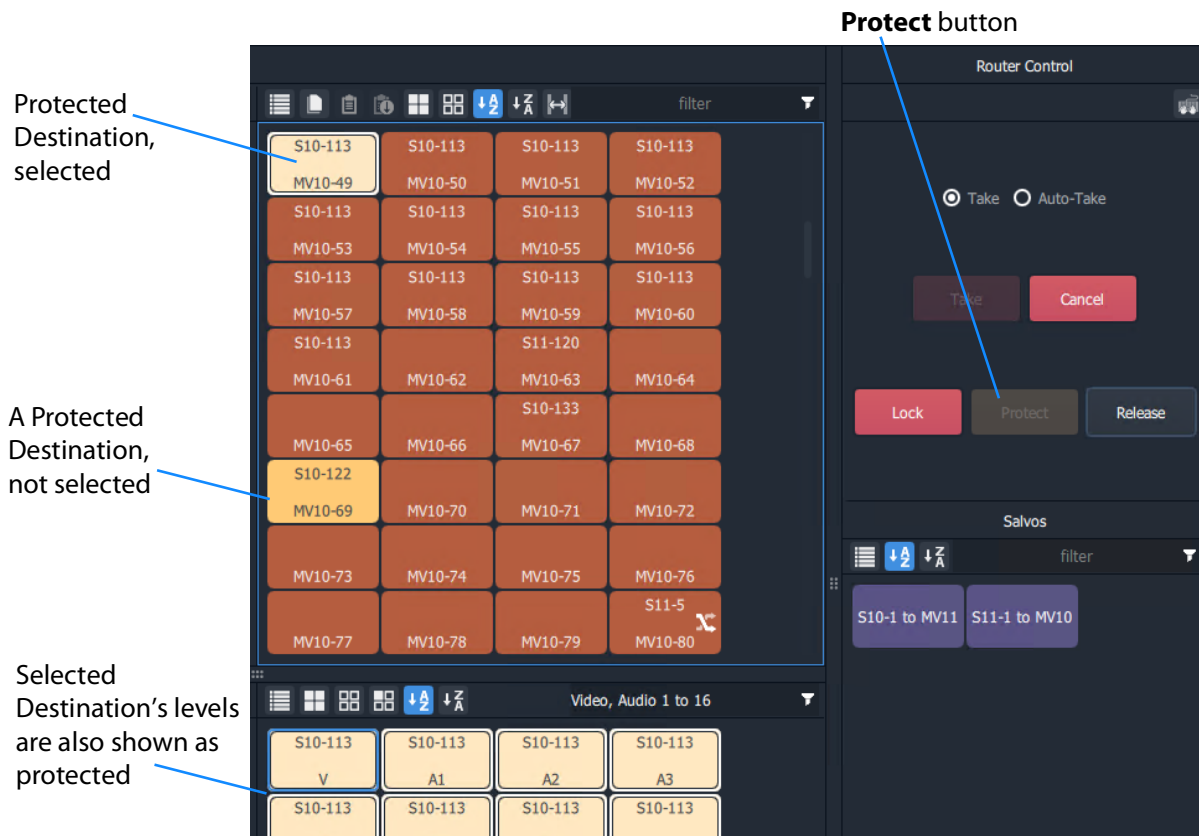 Protect button
Protected
Destination,
selected
A Protected
Destination,
not selected
Selected
Destination’s levels
are also shown as
protected
filter
S10-113 S10-113 S10-113 S10-113
MV10-49 MV10-50 MV10-51 MV10-52
S10-113 S10-113 S10-113 S10-113
MV10-53 MV10-54 MV10-55 MV10-56
S10-113 S10-113 S10-113 S10-113
MV10-57 MV10-58 MV10-59 MV10-60
S10-113 S11-120
MV10-61 MV10-62 MV10-63 MV10-64
S10-133
MV10-65 MV10-66 MV10-67 MV10-68
S10-122
MV10-69 MV10-70 MV10-71 MV10-72
MV10-73 MV10-74 MV10-75 MV10-76
S11-5
MV10-77 MV10-78 MV10-79 MV10-80
Video, Audio 1 to 16
S10-113 S10-113 S10-113 S10-113
V A1 A2 A3
S10-113 S10-113 S10-113 S10-113
Router Control
Take Auto-Take
Take Cancel
Lock Protect Release
Salvos
filter
S10-1 to MV11 S11-1 to MV10